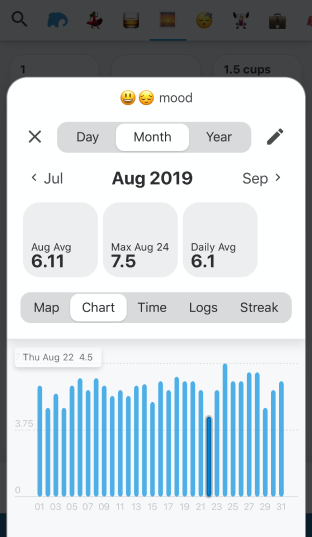 1
1.5 cups
😃😔 mood
Day Month Year
Jul Aug 2019 Sep
Aug Avg Max Aug 24 Daily Avg
6.11 7.5 6.1
Map Chart Time Logs Streak
Thu Aug 22 4.5
3.75
0
01 03 05 07 09 11 13 15 17 19 21 23 25 27 29 31